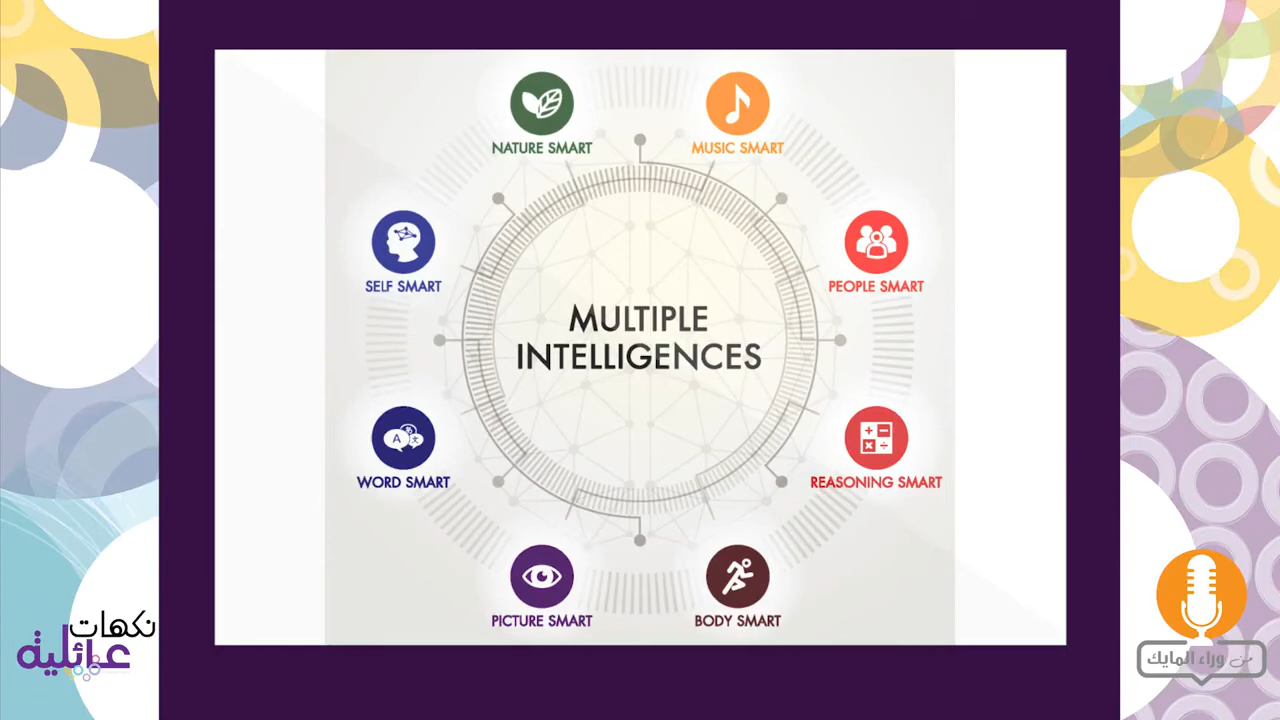 NATURE SMART
MUSIC SMART
SELF SMART
PEOPLE SMART
MULTIPLE
INTELLIGENCES
WORD SMART
REASONING SMART
PICTURE SMART
BODY SMART
نكهات
عائلية
من وراء المايك
A